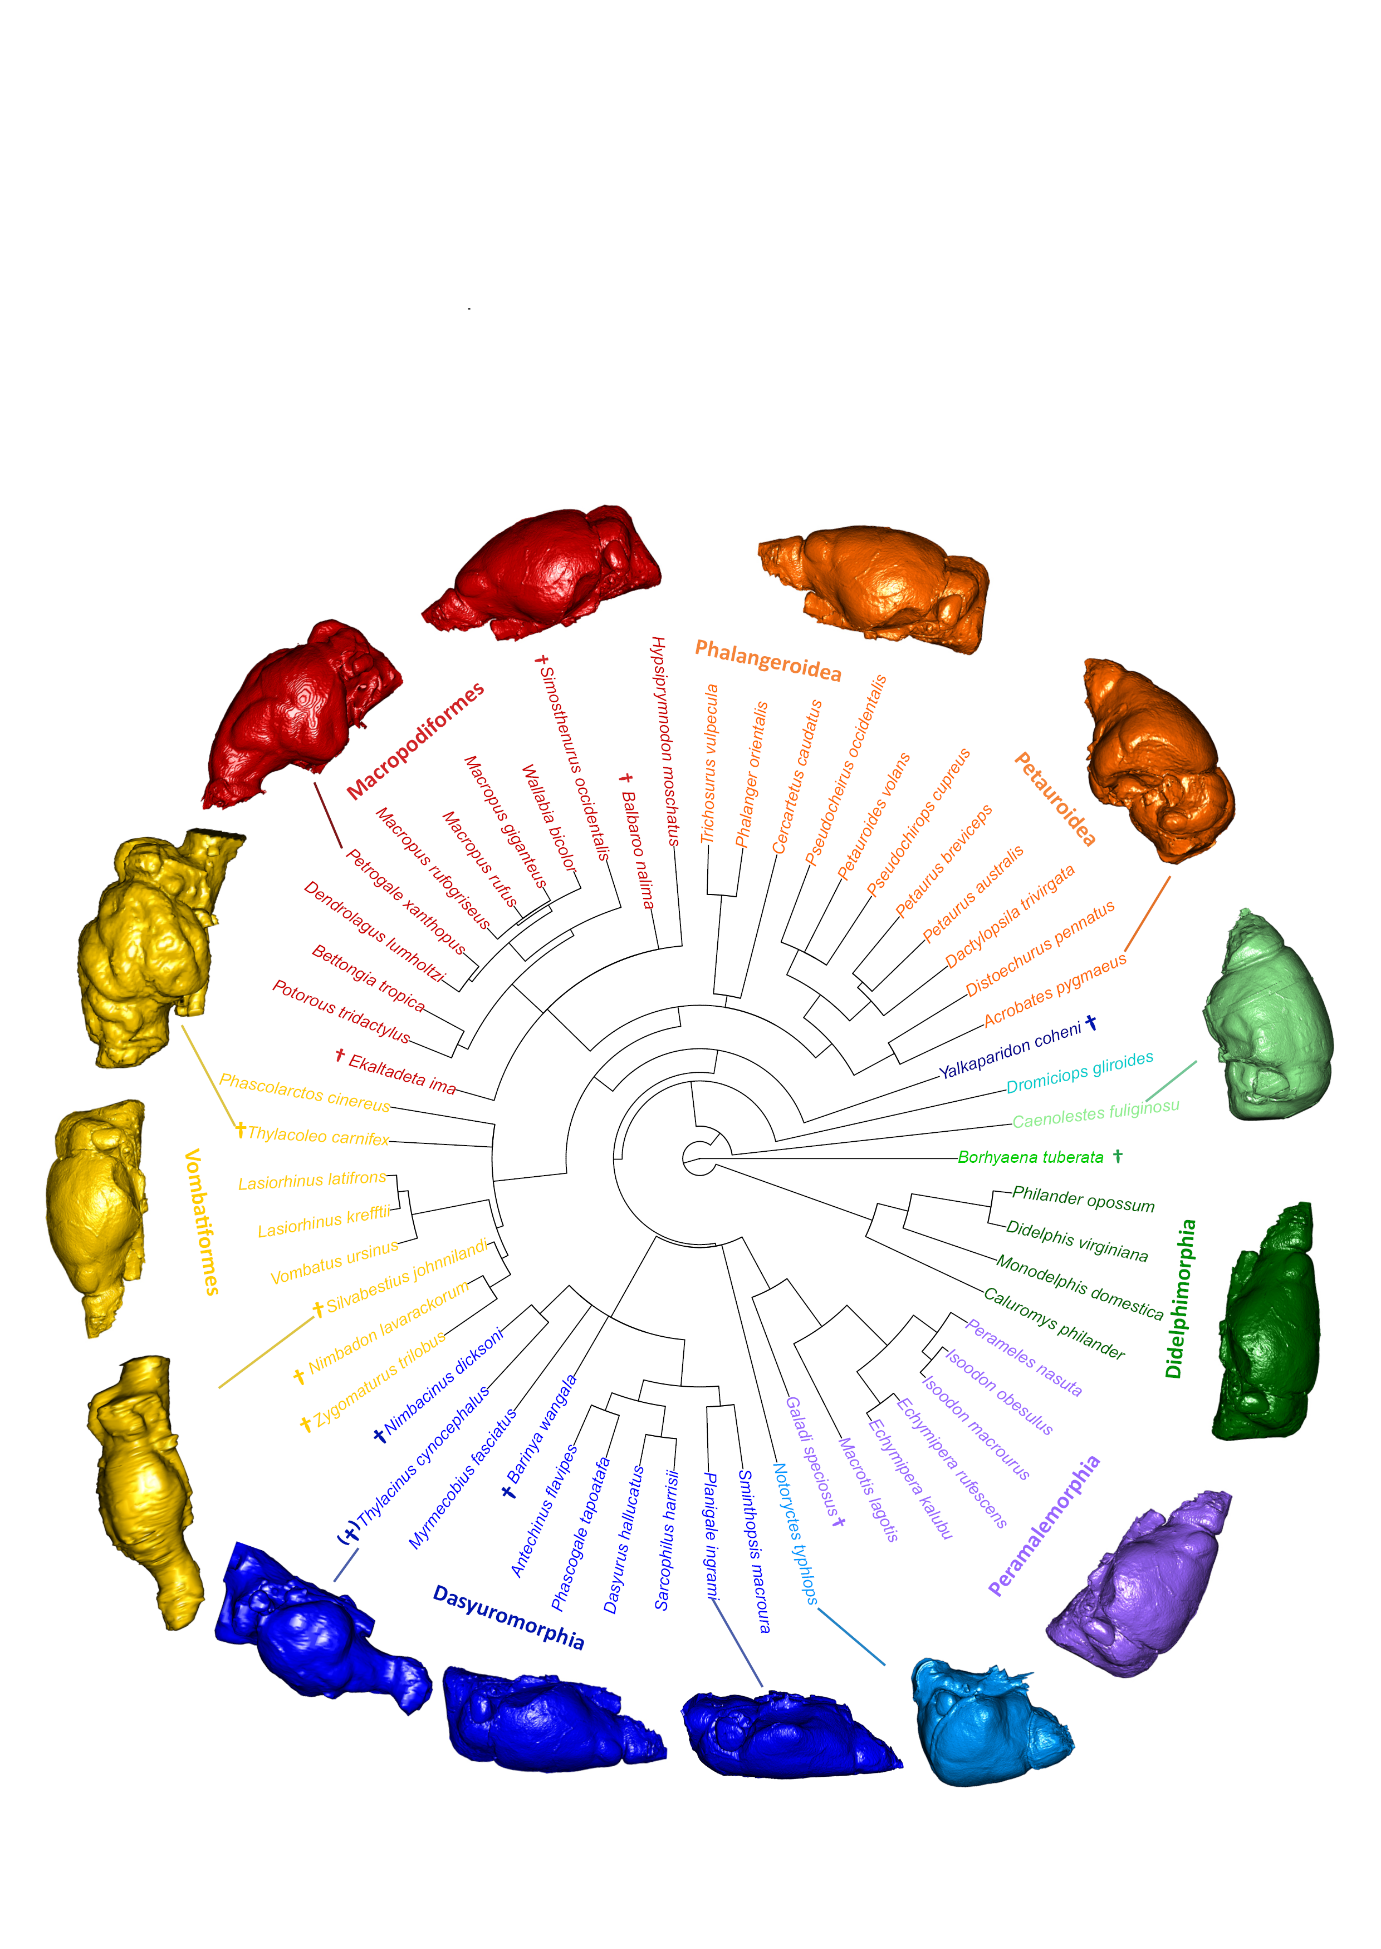 Phalangeroidea
Petauroidea
Macropodiformes
Vombatiformes
Dasyuromorphia
Peramalemorphia
Didelphimorphia
Hypsiprymnodon moschatus
† Balbaroo nalima
†Simosthenurus occidentalis
Wallabia bicolor
Macropus giganteus
Macropus rufus
Macropus rufogriseus
Petrogale xanthopus
Dendrolagus lumholtzi
Bettongia tropica
Potorous tridactylus
† Ekaltadeta ima
Phascolarctos cinereus
†Thylacoleo carnifex
Lasiorhinus latifrons
Lasiorhinus krefftii
Vombatus ursinus
†Silvabestius johnnilandi
† Nimbadon lavarackorum
†Zygomaturus trilobus
†Nimbacinus dicksoni
(†)Thylacinus cynocephalus
Myrmecobius fasciatus
† Barinya wangala
Antechinus flavipes
Phascogale tapoatafa
Dasyurus hallucatus
Sarcophilus harrisii
Planigale ingrami
Sminthopsis macroura
Notoryctes typhlops
Galadi speciosus†
Macrotis lagotis
Echymipera kalubu
Echymipera rufescens
Isoodon macrourus
Isoodon obesulus
Perameles nasuta
Caluromys philander
Monodelphis domestica
Didelphis virginiana
Philander opossum
Borhyaena tuberata †
Caenolestes fuliginosu
Dromiciops gliroides
Yalkaparidon coheni †
Acrobates pygmaeus
Distoechurus pennatus
Dactylopsila trivirgata
Petaurus australis
Petaurus breviceps
Pseudochirops cupreus
Petauroides volans
Pseudocheirus occidentalis
Cercartetus caudatus
Phalanger orientalis
Trichosurus vulpecula